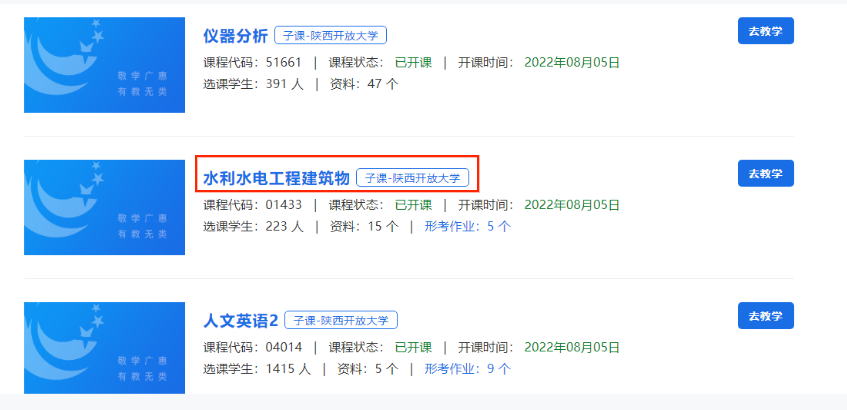 仪器分析 子课-陕西开放大学 去教学
课程代码：51661 | 课程状态： 已开课 | 开课时间： 2022年08月05日
敬学广惠
选课学生：391 人 | 资料：47 个
有教无类
水利水电工程建筑物 子课-陕西开放大学 去教学
课程代码：01433 | 课程状态： 已开课 | 开课时间： 2022年08月05日
敬学广惠
选课学生：223 人 | 资料：15 个 | 形考作业：5 个
有教无类
人文英语2 子课-陕西开放大学 去教学
课程代码：04014 | 课程状态： 已开课 | 开课时间： 2022年08月05日
敬学广惠
选课学生：1415 人 | 资料：5 个 | 形考作业：9 个
有教无类